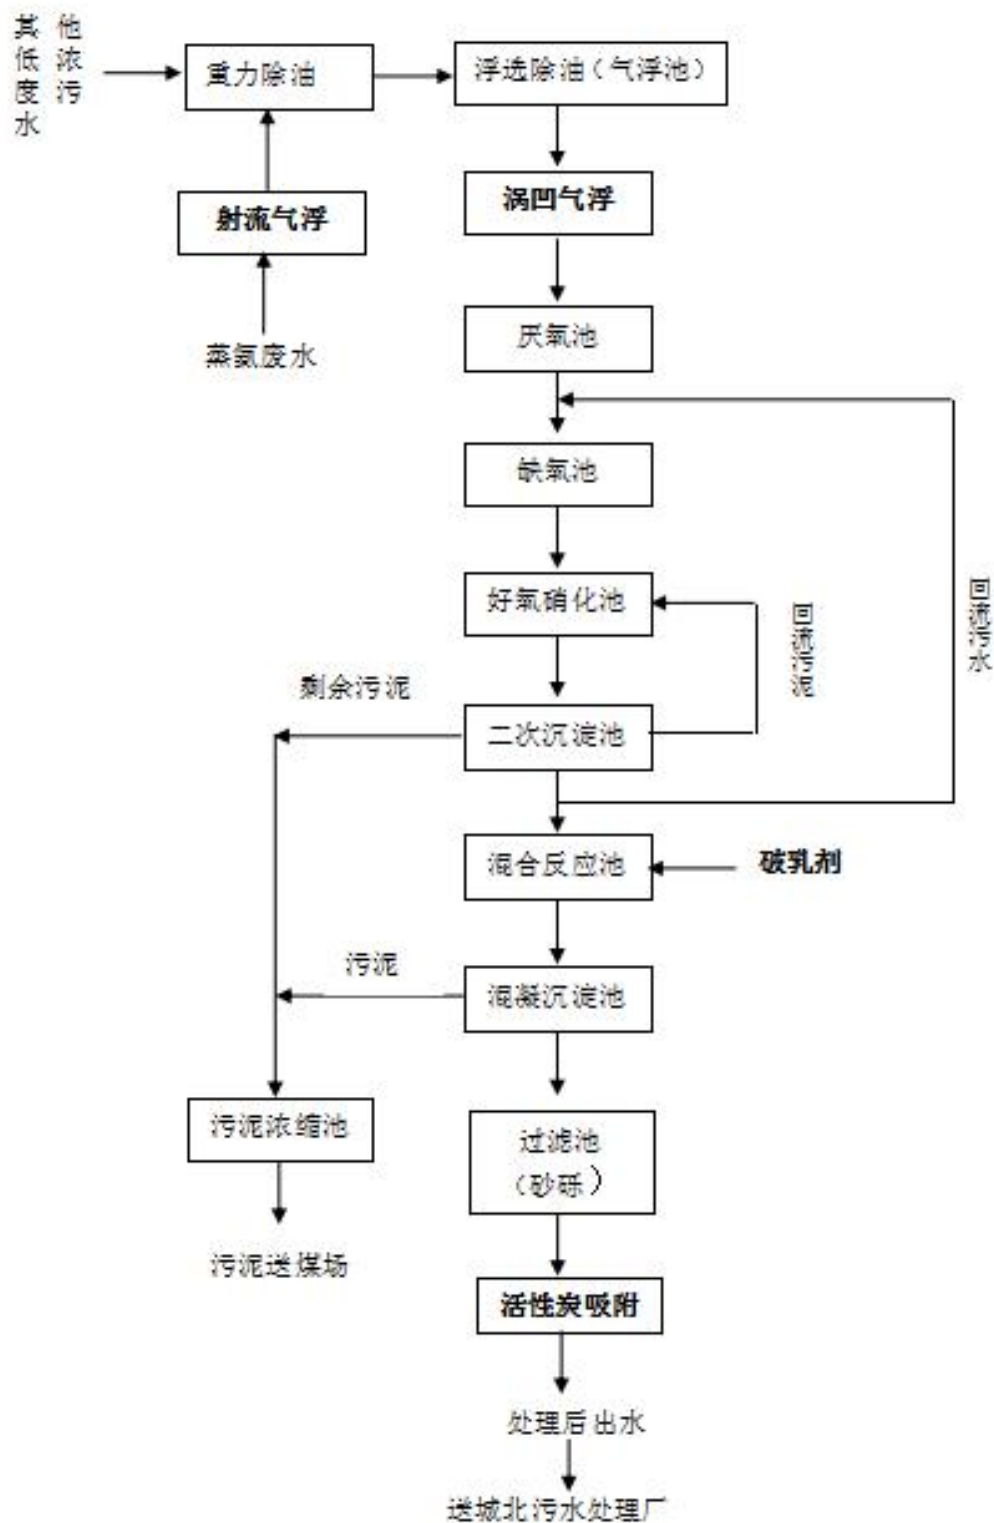 其他
低浓
度污
水
重力除油
浮选除油（气浮池）
射流气浮
涡凹气浮
蒸氨废水
厌氧池
缺氧池
好氧硝化池
回流污泥
回流污水
剩余污泥
二次沉淀池
混合反应池
破乳剂
污泥
混凝沉淀池
污泥浓缩池
过滤池
（砂砾）
污泥送煤场
活性炭吸附
处理后出水
送城北污水处理厂